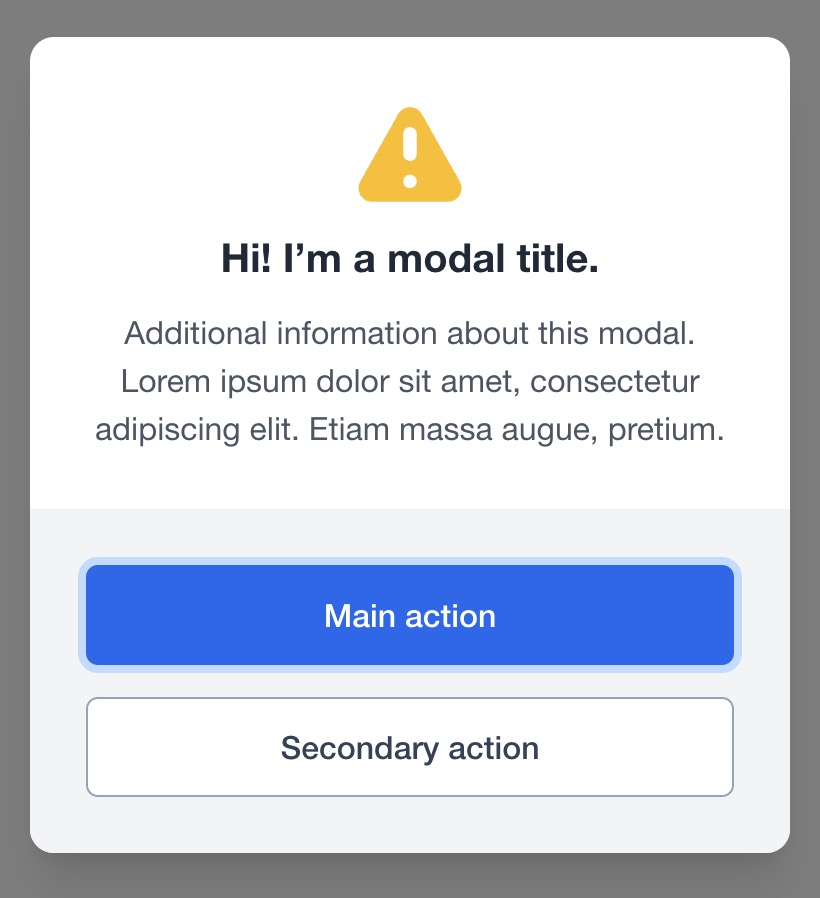 Hi! I’m a modal title.
Additional information about this modal.
Lorem ipsum dolor sit amet, consectetur
adipiscing elit. Etiam massa augue, pretium.
Main action
Secondary action